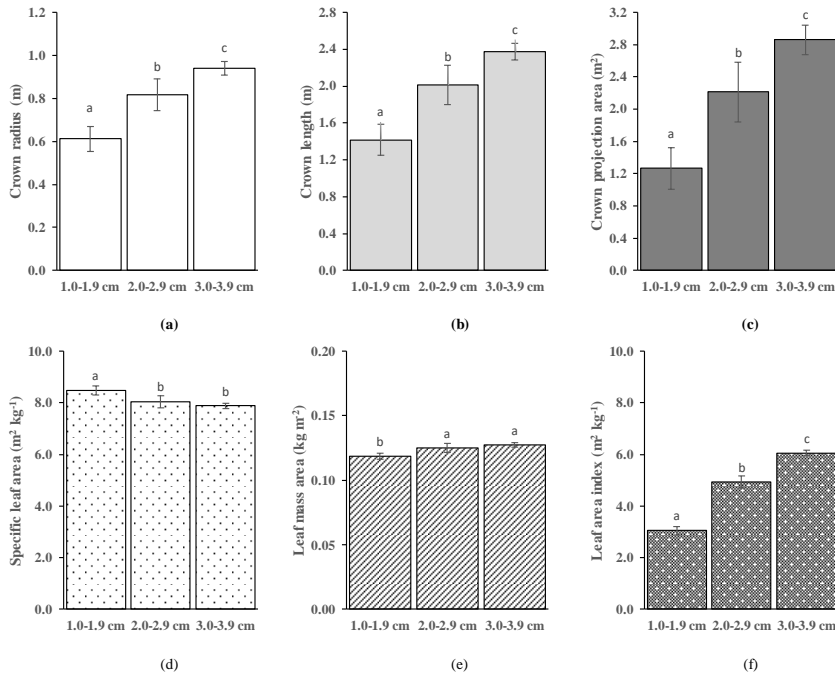 Crown radius (m)
1.2
1.0
0.8
0.6
0.4
0.2
0.0
a
b
c
1.0-1.9 cm 2.0-2.9 cm 3.0-3.9 cm
(a)
Crown length (m)
2.8
2.4
2.0
1.6
1.2
0.8
0.4
0.0
a
b
c
1.0-1.9 cm 2.0-2.9 cm 3.0-3.9 cm
(b)
Crown projection area (m²)
3.2
2.8
2.4
2.0
1.6
1.2
0.8
0.4
0.0
a
b
c
1.0-1.9 cm 2.0-2.9 cm 3.0-3.9 cm
(c)
Specific leaf area (m² kg⁻¹)
10.0
8.0
6.0
4.0
2.0
0.0
a
b
b
1.0-1.9 cm 2.0-2.9 cm 3.0-3.9 cm
(d)
Leaf mass area (kg m⁻²)
0.20
0.15
0.10
0.05
0.00
b
a
a
1.0-1.9 cm 2.0-2.9 cm 3.0-3.9 cm
(e)
Leaf area index (m² kg⁻¹)
10.0
8.0
6.0
4.0
2.0
0.0
a
b
c
1.0-1.9 cm 2.0-2.9 cm 3.0-3.9 cm
(f)